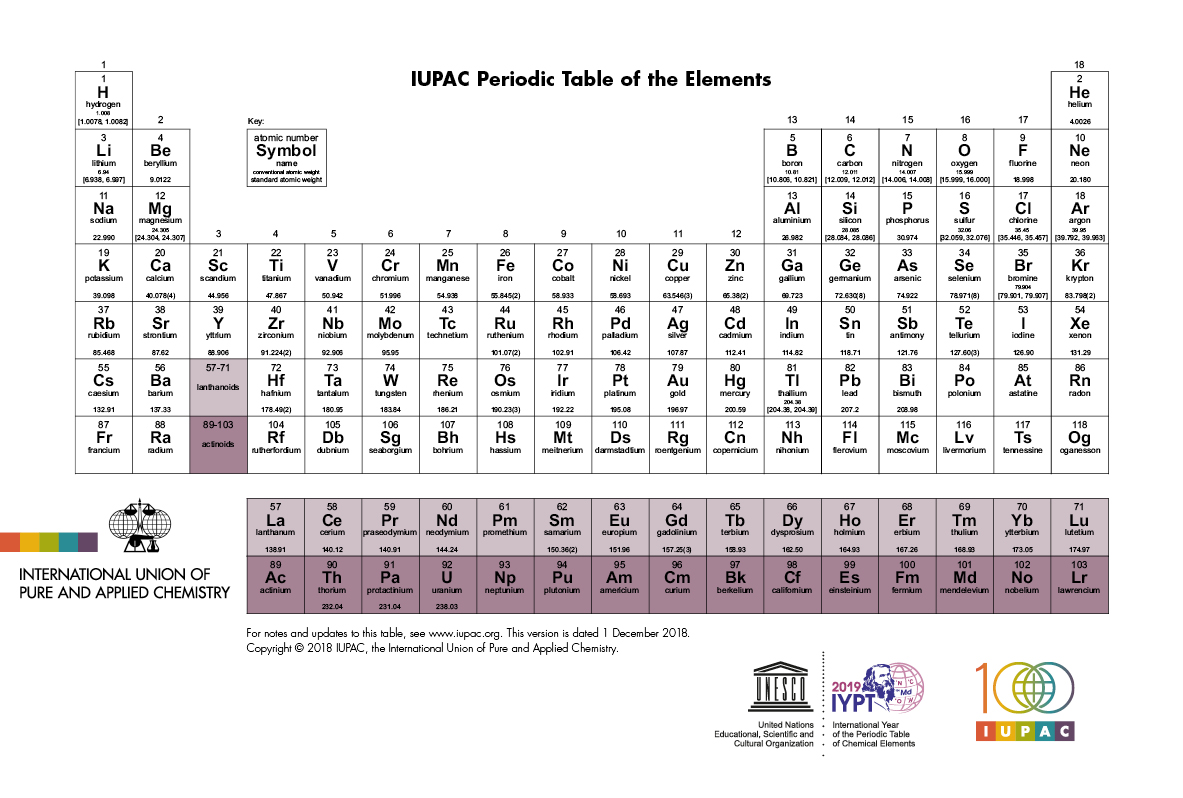 IUPAC Periodic Table of the Elements
1 18
1 2
H He
hydrogen helium
1.008
[1.0078, 1.0082] 2 Key: 13 14 15 16 17 4.0026
3 4 atomic number 5 6 7 8 9 10
Li Be Symbol B C N O F Ne
lithium beryllium name boron carbon nitrogen oxygen fluorine neon
6.94 conventional atomic weight 10.81 12.011 14.007 15.999
[6.938, 6.997] 9.0122 standard atomic weight [10.806, 10.821] [12.009, 12.012] [14.006, 14.008] [15.999, 16.000] 18.998 20.180
11 12 13 14 15 16 17 18
Na Mg Al Si P S Cl Ar
sodium magnesium aluminium silicon phosphorus sulfur chlorine argon
24.305 28.085 32.06 35.45 39.95
22.990 [24.304, 24.307] 3 4 5 6 7 8 9 10 11 12 26.982 [28.084, 28.086] 30.974 [32.059, 32.076] [35.446, 35.457] [39.792, 39.963]
19 20 21 22 23 24 25 26 27 28 29 30 31 32 33 34 35 36
K Ca Sc Ti V Cr Mn Fe Co Ni Cu Zn Ga Ge As Se Br Kr
potassium calcium scandium titanium vanadium chromium manganese iron cobalt nickel copper zinc gallium germanium arsenic selenium bromine krypton
79.904
39.098 40.078(4) 44.956 47.867 50.942 51.996 54.938 55.845(2) 58.933 58.693 63.546(3) 65.38(2) 69.723 72.630(8) 74.922 78.971(8) [79.901, 79.907] 83.798(2)
37 38 39 40 41 42 43 44 45 46 47 48 49 50 51 52 53 54
Rb Sr Y Zr Nb Mo Tc Ru Rh Pd Ag Cd In Sn Sb Te I Xe
rubidium strontium yttrium zirconium niobium molybdenum technetium ruthenium rhodium palladium silver cadmium indium tin antimony tellurium iodine xenon
85.468 87.62 88.906 91.224(2) 92.906 95.95 101.07(2) 102.91 106.42 107.87 112.41 114.82 118.71 121.76 127.60(3) 126.90 131.29
55 56 57-71 72 73 74 75 76 77 78 79 80 81 82 83 84 85 86
Cs Ba Hf Ta W Re Os Ir Pt Au Hg Tl Pb Bi Po At Rn
caesium barium lanthanoids hafnium tantalum tungsten rhenium osmium iridium platinum gold mercury thallium lead bismuth polonium astatine radon
204.38
132.91 137.33 178.49(2) 180.95 183.84 186.21 190.23(3) 192.22 195.08 196.97 200.59 [204.38, 204.39] 207.2 208.98
87 88 89-103 104 105 106 107 108 109 110 111 112 113 114 115 116 117 118
Fr Ra Rf Db Sg Bh Hs Mt Ds Rg Cn Nh Fl Mc Lv Ts Og
francium radium actinoids rutherfordium dubnium seaborgium bohrium hassium meitnerium darmstadtium roentgenium copernicium nihonium flerovium moscovium livermorium tennessine oganesson
57 58 59 60 61 62 63 64 65 66 67 68 69 70 71
La Ce Pr Nd Pm Sm Eu Gd Tb Dy Ho Er Tm Yb Lu
lanthanum cerium praseodymium neodymium promethium samarium europium gadolinium terbium dysprosium holmium erbium thulium ytterbium lutetium
138.91 140.12 140.91 144.24 150.36(2) 151.96 157.25(3) 158.93 162.50 164.93 167.26 168.93 173.05 174.97
89 90 91 92 93 94 95 96 97 98 99 100 101 102 103
Ac Th Pa U Np Pu Am Cm Bk Cf Es Fm Md No Lr
actinium thorium protactinium uranium neptunium plutonium americium curium berkelium californium einsteinium fermium mendelevium nobelium lawrencium
232.04 231.04 238.03
INTERNATIONAL UNION OF
PURE AND APPLIED CHEMISTRY
For notes and updates to this table, see www.iupac.org. This version is dated 1 December 2018.
Copyright © 2018 IUPAC, the International Union of Pure and Applied Chemistry.
UNESCO
United Nations
Educational, Scientific and
Cultural Organization
2019
IYPT
N C
Md
O
International Year
of the Periodic Table
of Chemical Elements
100
IUPAC